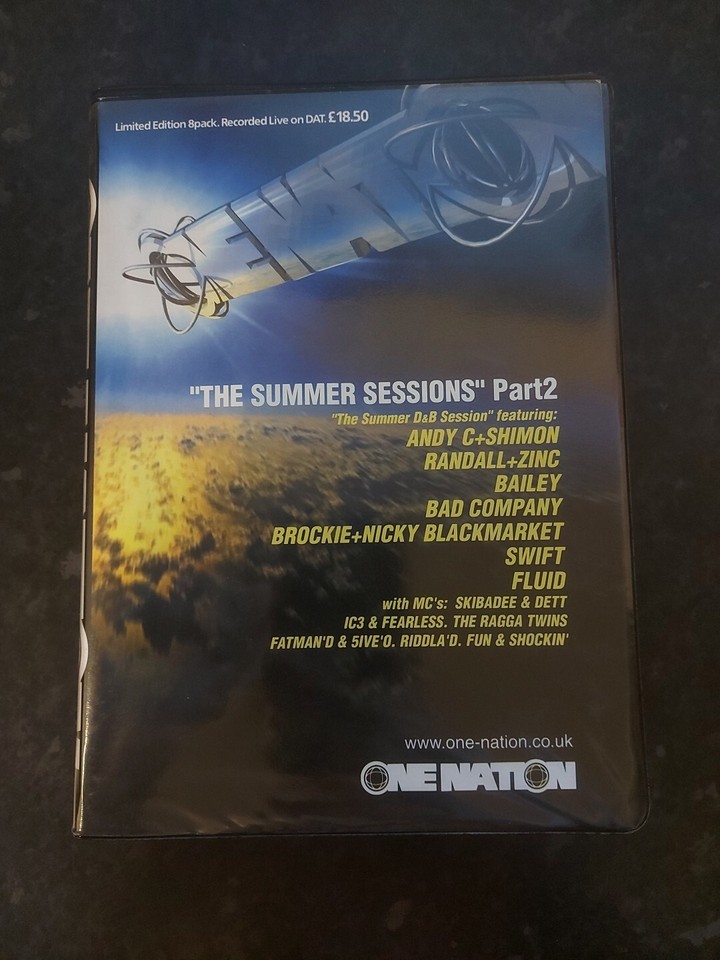 Limited Edition 8pack. Recorded Live on DAT. £18.50
"THE SUMMER SESSIONS" Part2
"The Summer D&B Session" featuring:
ANDY C+SHIMON
RANDALL+ZINC
BAILEY
BAD COMPANY
BROCKIE+NICKY BLACKMARKET
SWIFT
FLUID
with MC's: SKIBADEE & DETT
IC3 & FEARLESS. THE RAGGA TWINS
FATMAN'D & 5IVE'O. RIDDLA'D. FUN & SHOCKIN'
www.one-nation.co.uk
ONE NATION